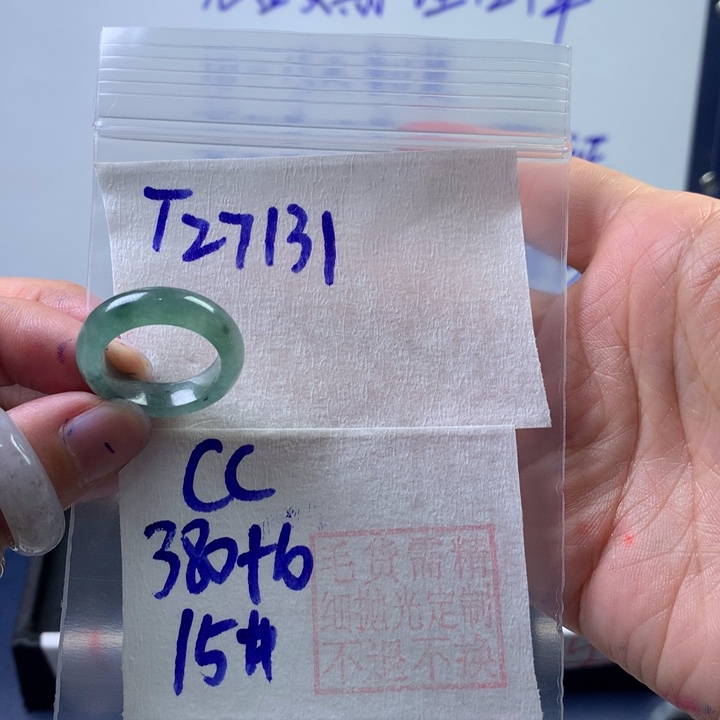 T27131
CC
380+6
15#
毛货需精
细抛光定制
不退不换